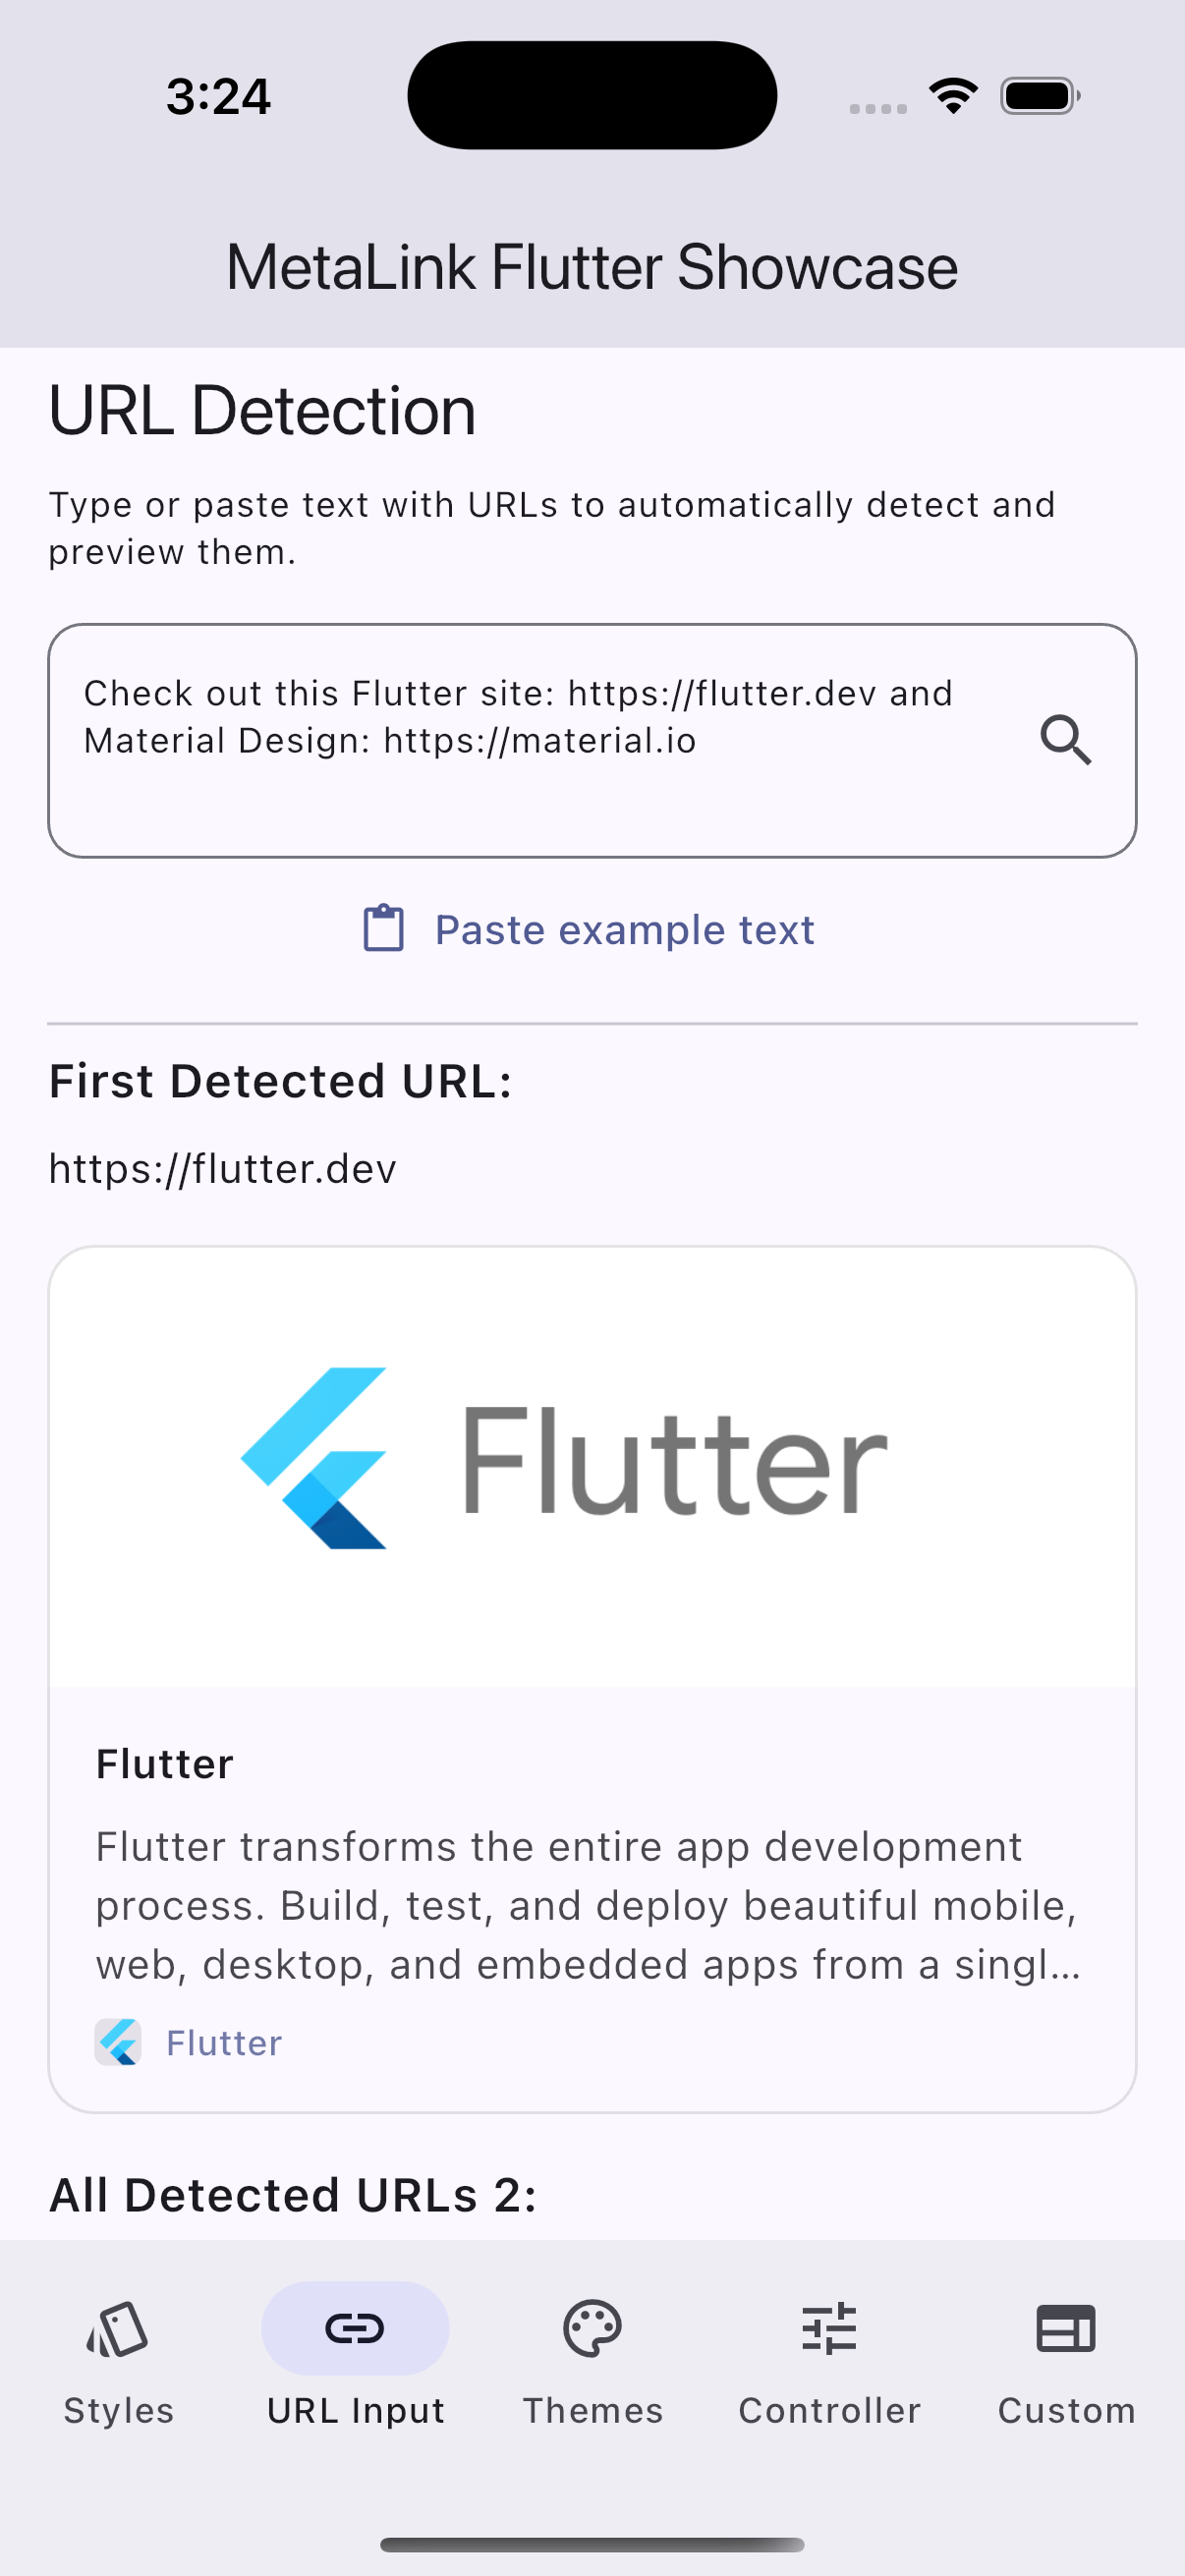 3:24
MetaLink Flutter Showcase
URL Detection
Type or paste text with URLs to automatically detect and
preview them.
Check out this Flutter site: https://flutter.dev and
Material Design: https://material.io
Paste example text
First Detected URL:
https://flutter.dev
Flutter
Flutter
Flutter transforms the entire app development
process. Build, test, and deploy beautiful mobile,
web, desktop, and embedded apps from a singl...
Flutter
All Detected URLs 2:
Styles
URL Input
Themes
Controller
Custom